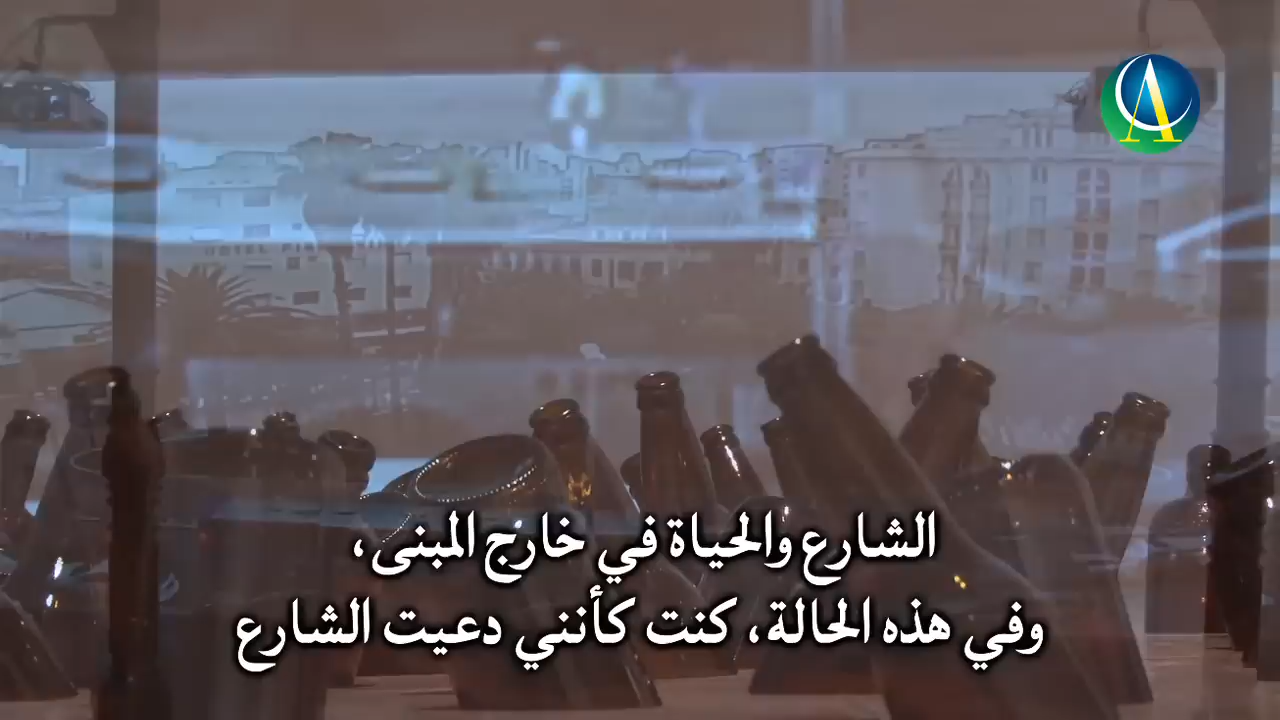 الشارع والحياة في خارج المبنى،
وفي هذه الحالة، كنت كأنني دعيت الشارع